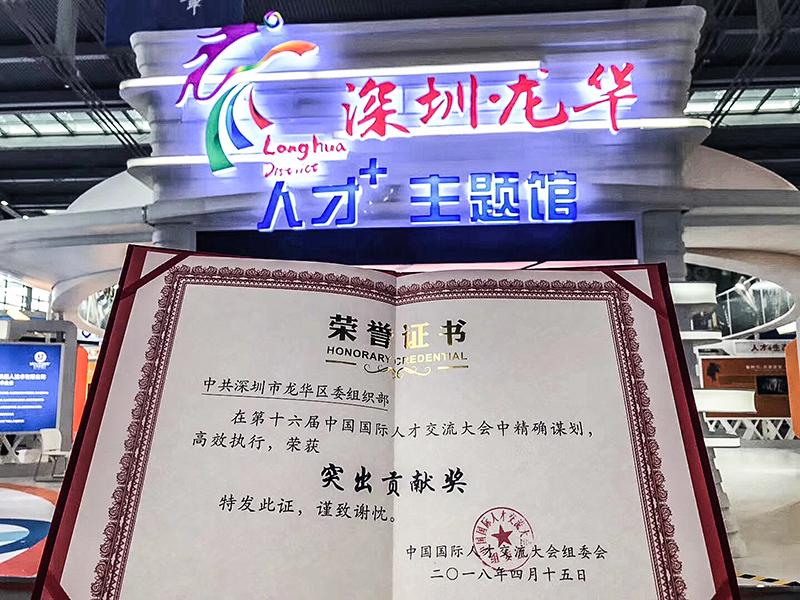 深圳·龙华
Longhua
District
人才+ 主题馆
荣誉证书
HONORARY CREDENTIAL
中共深圳市龙华区委组织部
在第十六届中国国际人才交流大会中精确谋划，
高效执行，荣获
突出贡献奖
特发此证，谨致谢忱。
中国国际人才交流大会组委会
二〇一八年四月十五日